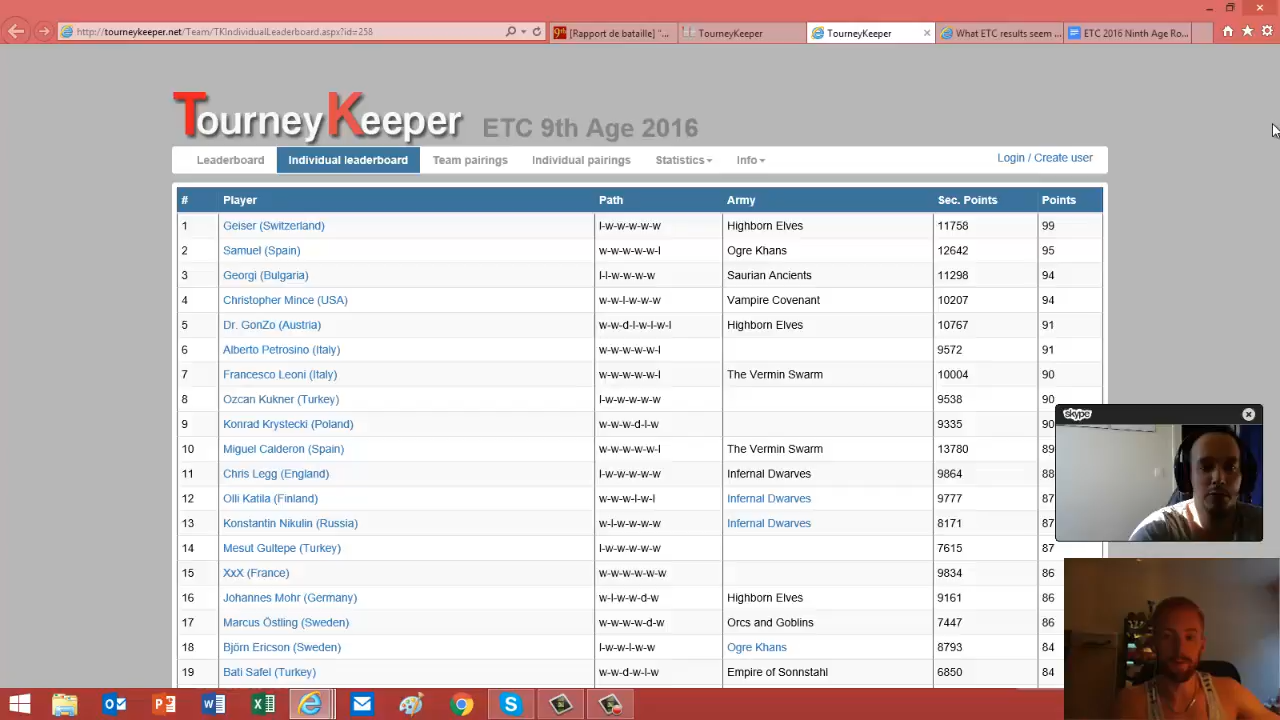 http://tourneykeeper.net/Team/TKIndividualLeaderboard.aspx?id=258
[Rapport de bataille] "...
TourneyKeeper
TourneyKeeper
What ETC results seem ...
ETC 2016 Ninth Age Ro...
TourneyKeeper ETC 9th Age 2016
Leaderboard Individual leaderboard Team pairings Individual pairings Statistics Info Login / Create user
# Player Path Army Sec. Points Points
1 Geiser (Switzerland) l-w-w-w-w-w Highborn Elves 11758 99
2 Samuel (Spain) w-w-w-w-w-l Ogre Khans 12642 95
3 Georgi (Bulgaria) l-l-w-w-w-w Saurian Ancients 11298 94
4 Christopher Mince (USA) w-w-l-w-w-w Vampire Covenant 10207 94
5 Dr. GonZo (Austria) w-w-d-l-w-l-w-l Highborn Elves 10767 91
6 Alberto Petrosino (Italy) w-w-w-w-w-l 9572 91
7 Francesco Leoni (Italy) w-w-w-w-w-l The Vermin Swarm 10004 90
8 Ozcan Kukner (Turkey) l-w-w-w-w-w 9538 90
9 Konrad Krystecki (Poland) w-w-w-d-l-w 9335 90
10 Miguel Calderon (Spain) w-w-w-w-w-l The Vermin Swarm 13780 89
11 Chris Legg (England) l-w-w-w-w-w Infernal Dwarves 9864 88
12 Olli Katila (Finland) w-w-w-l-w-l Infernal Dwarves 9777 87
13 Konstantin Nikulin (Russia) w-l-w-w-w-w Infernal Dwarves 8171 87
14 Mesut Gultepe (Turkey) l-w-w-w-w-w 7615 87
15 XxX (France) w-w-w-w-w-w 9834 86
16 Johannes Mohr (Germany) w-l-w-w-d-w Highborn Elves 9161 86
17 Marcus Östling (Sweden) w-w-w-w-d-w Orcs and Goblins 7447 86
18 Björn Ericson (Sweden) l-w-w-l-w-w Ogre Khans 8793 84
19 Bati Safel (Turkey) w-w-d-w-l-w Empire of Sonnstahl 6850 84
skype